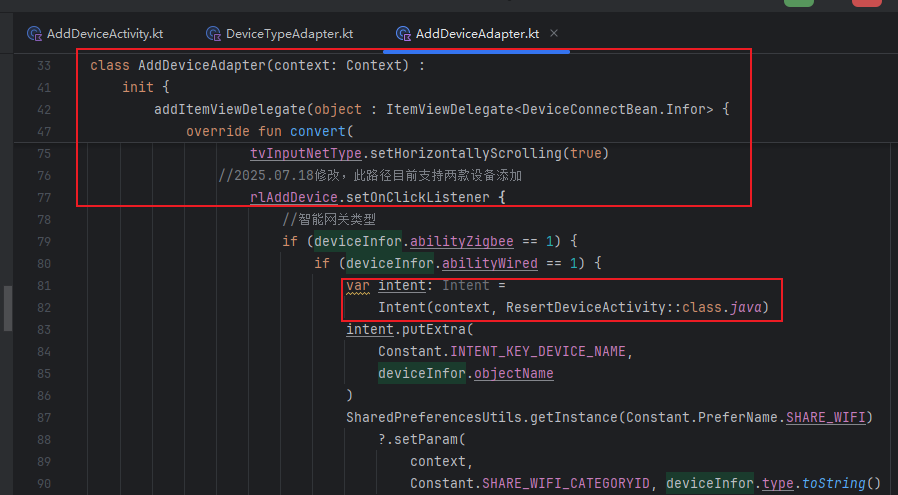 AddDeviceActivity.kt DeviceTypeAdapter.kt AddDeviceAdapter.kt ×
33 class AddDeviceAdapter(context: Context) :
41 init {
42 addItemViewDelegate(object : ItemViewDelegate<DeviceConnectBean.Infor> {
47 override fun convert(
75 tvInputNetType.setHorizontallyScrolling(true)
76 //2025.07.18修改，此路径目前支持两款设备添加
77 rlAddDevice.setOnClickListener {
78 //智能网关类型
79 if (deviceInfor.abilityZigbee == 1) {
80 if (deviceInfor.abilityWired == 1) {
81 var intent: Intent =
82 Intent(context, ResertDeviceActivity::class.java)
83 intent.putExtra(
84 Constant.INTENT_KEY_DEVICE_NAME,
85 deviceInfor.objectName
86 )
87 SharedPreferencesUtils.getInstance(Constant.PreferName.SHARE_WIFI)
88 ?.setParam(
89 context,
90 Constant.SHARE_WIFI_CATEGORYID, deviceInfor.type.toString()